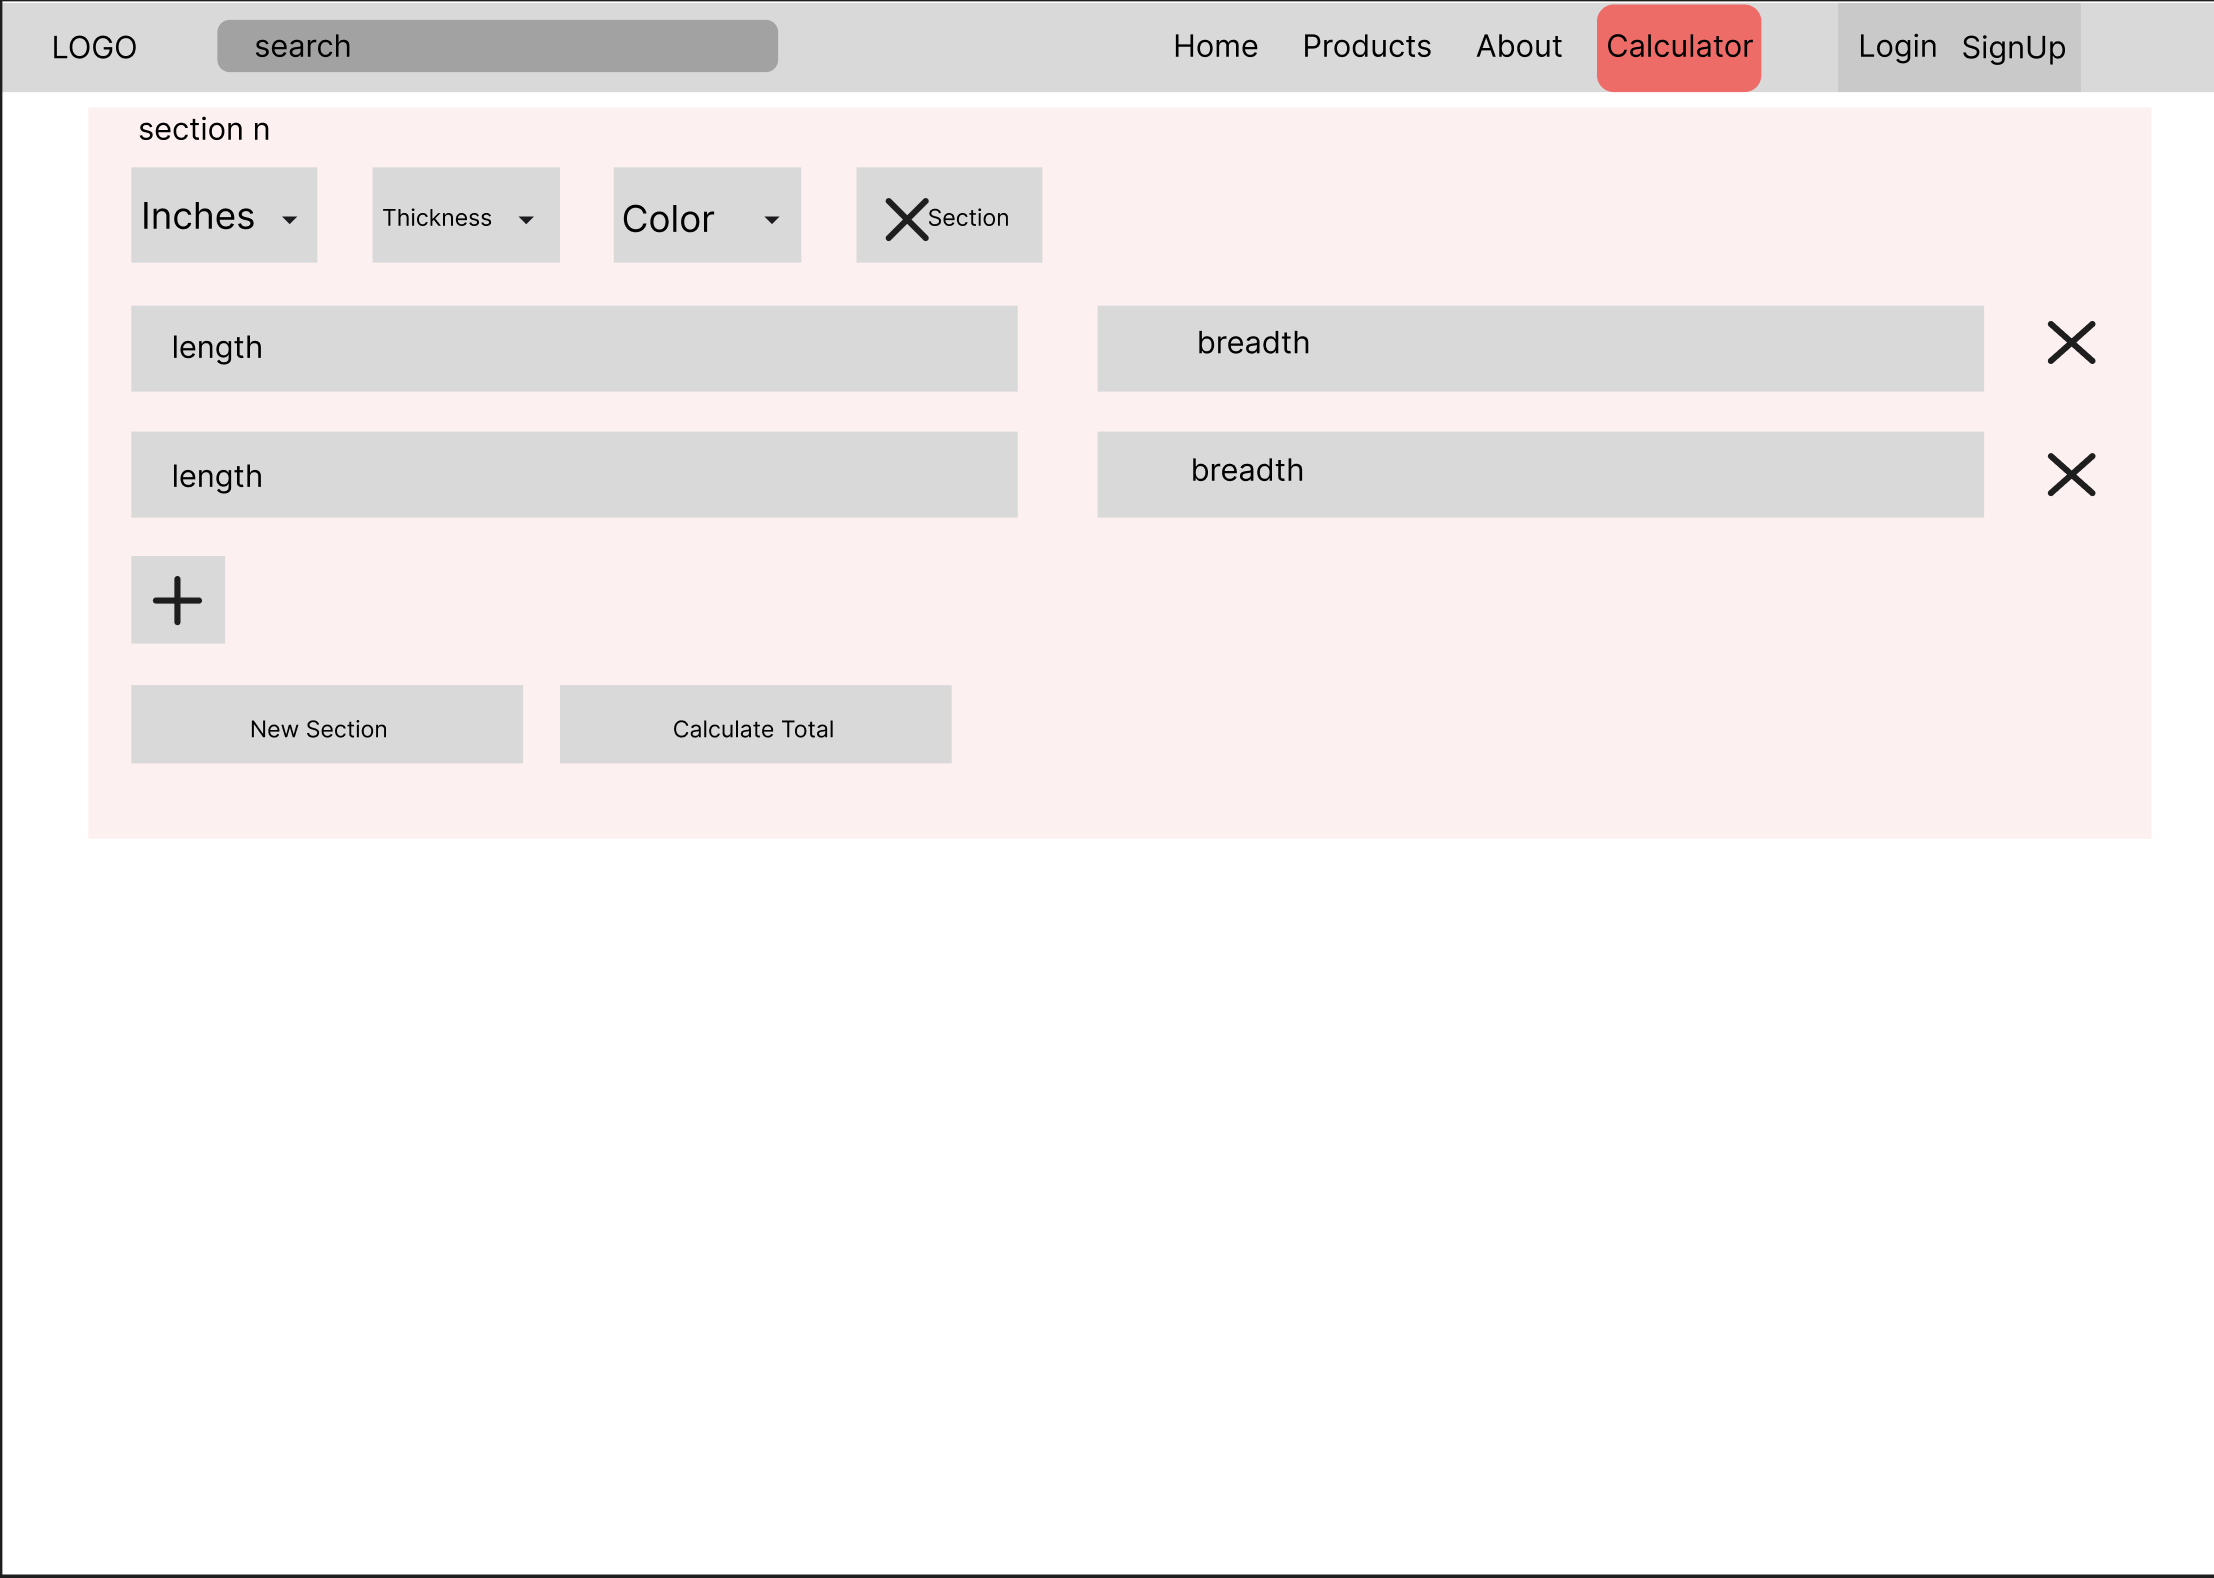 LOGO search Home Products About Calculator Login SignUp
section n
Inches Thickness Color Section
length breadth
length breadth
New Section Calculate Total